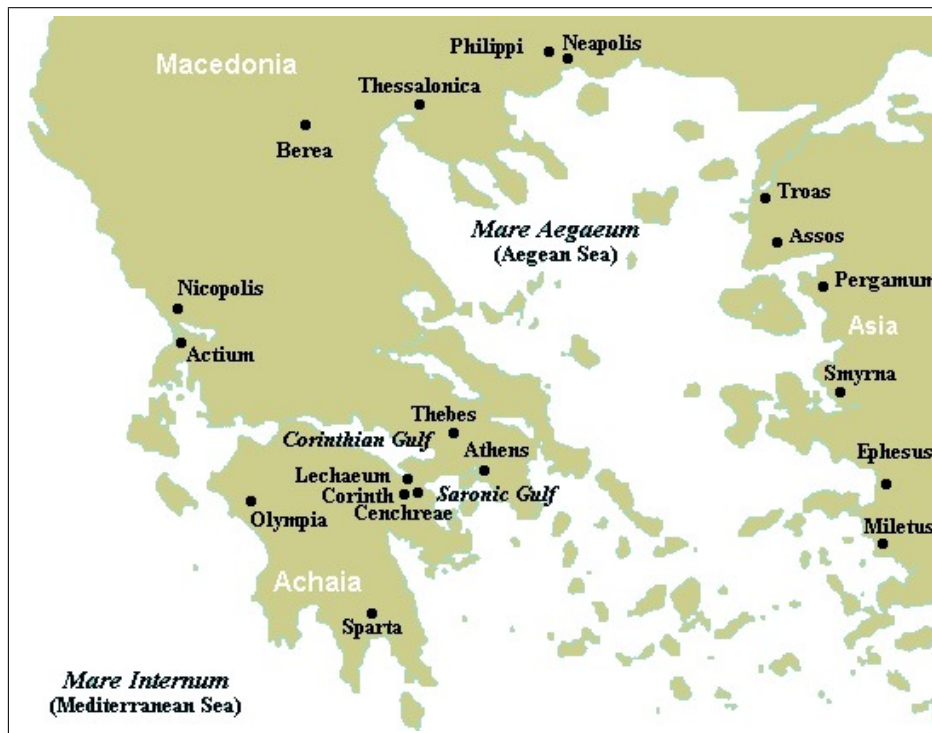 Philippi
Neapolis
Macedonia
Thessalonica
Berea
Troas
Mare Aegaeum
(Aegean Sea)
Assos
Nicopolis
Pergamum
Asia
Actium
Smyrna
Thebes
Corinthian Gulf
Athens
Ephesus
Lechaeum
Corinth
Saronic Gulf
Cenchreae
Olympia
Miletus
Achaia
Sparta
Mare Internum
(Mediterranean Sea)